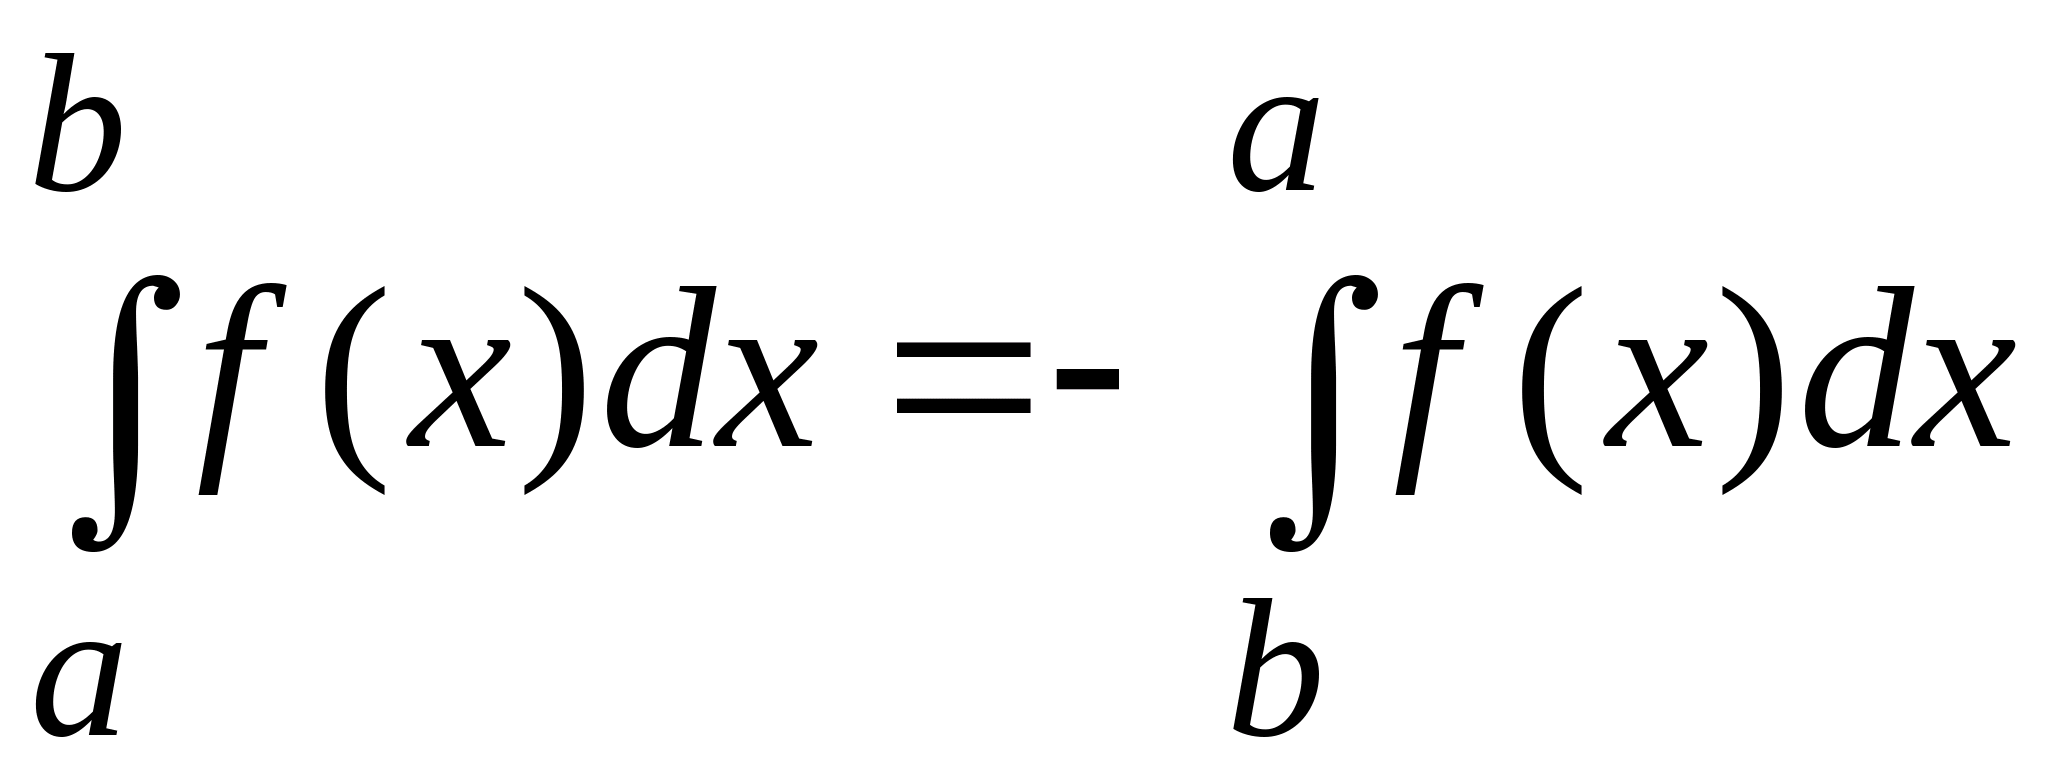 b a
∫f(x)dx =- ∫f(x)dx
a b